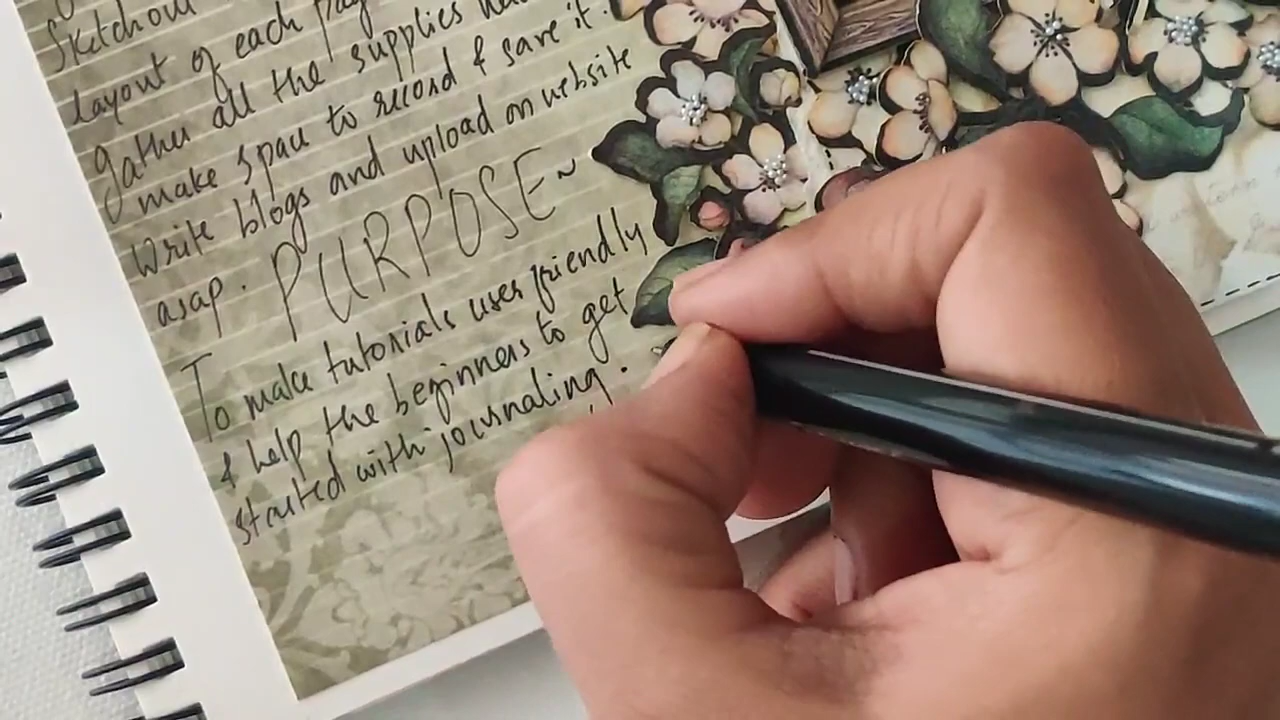 Sketchout
layout of each pag
gather all the supplies
make space to record & save it.
Write blogs and upload on website
asap.
PURPOSE~
To make tutorials user friendly
& help the beginners to get
started with journaling.